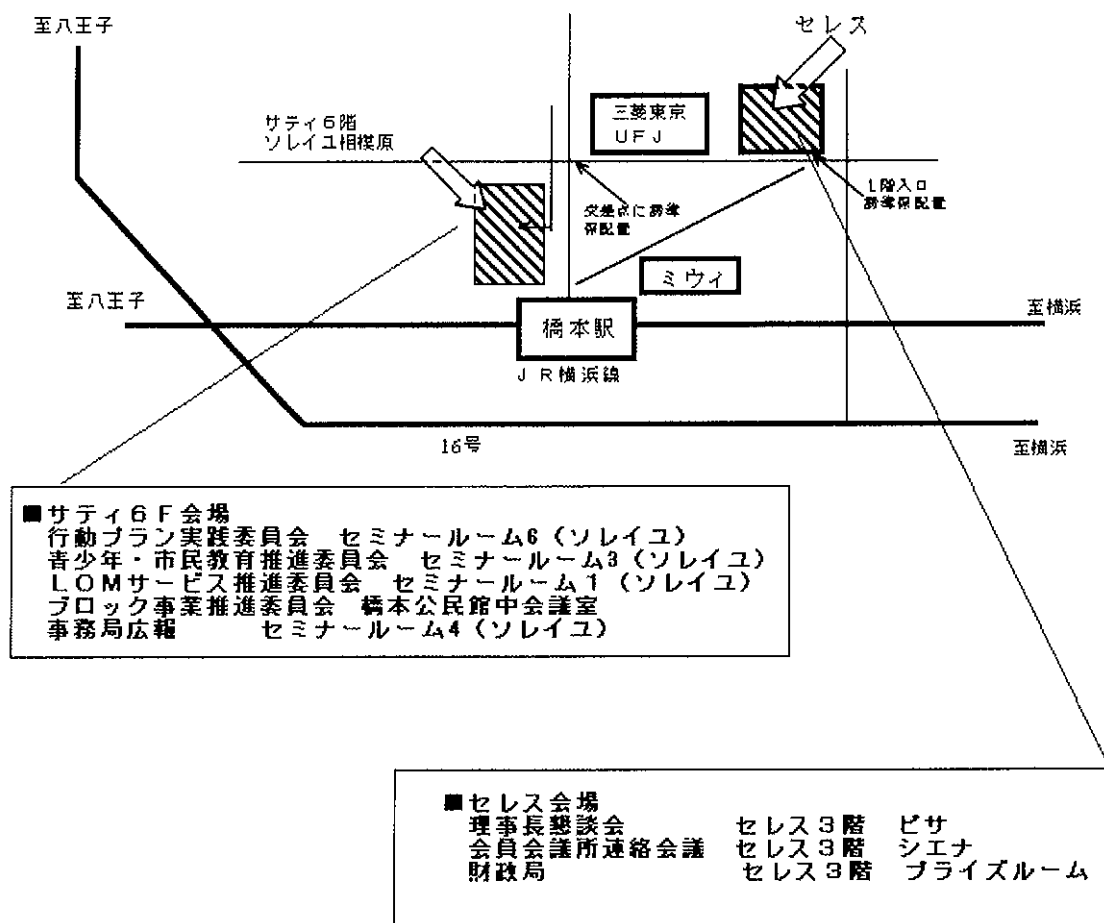 至八王子
セレス
三菱東京
UFJ
サティ6階
ソレイユ相模原
1階入口
誘導係配置
交差点に誘導
係配置
ミウィ
至八王子
橋本駅
至横浜
JR横浜線
16号
至横浜
■サティ6F会場
行動プラン実践委員会 セミナールーム6(ソレイユ)
青少年・市民教育推進委員会 セミナールーム3(ソレイユ)
LOMサービス推進委員会 セミナールーム1(ソレイユ)
ブロック事業推進委員会 橋本公民館中会議室
事務局広報 セミナールーム4(ソレイユ)
■セレス会場
理事長懇談会 セレス3階 ピサ
会員会議所連絡会議 セレス3階 シエナ
財政局 セレス3階 ブライズルーム